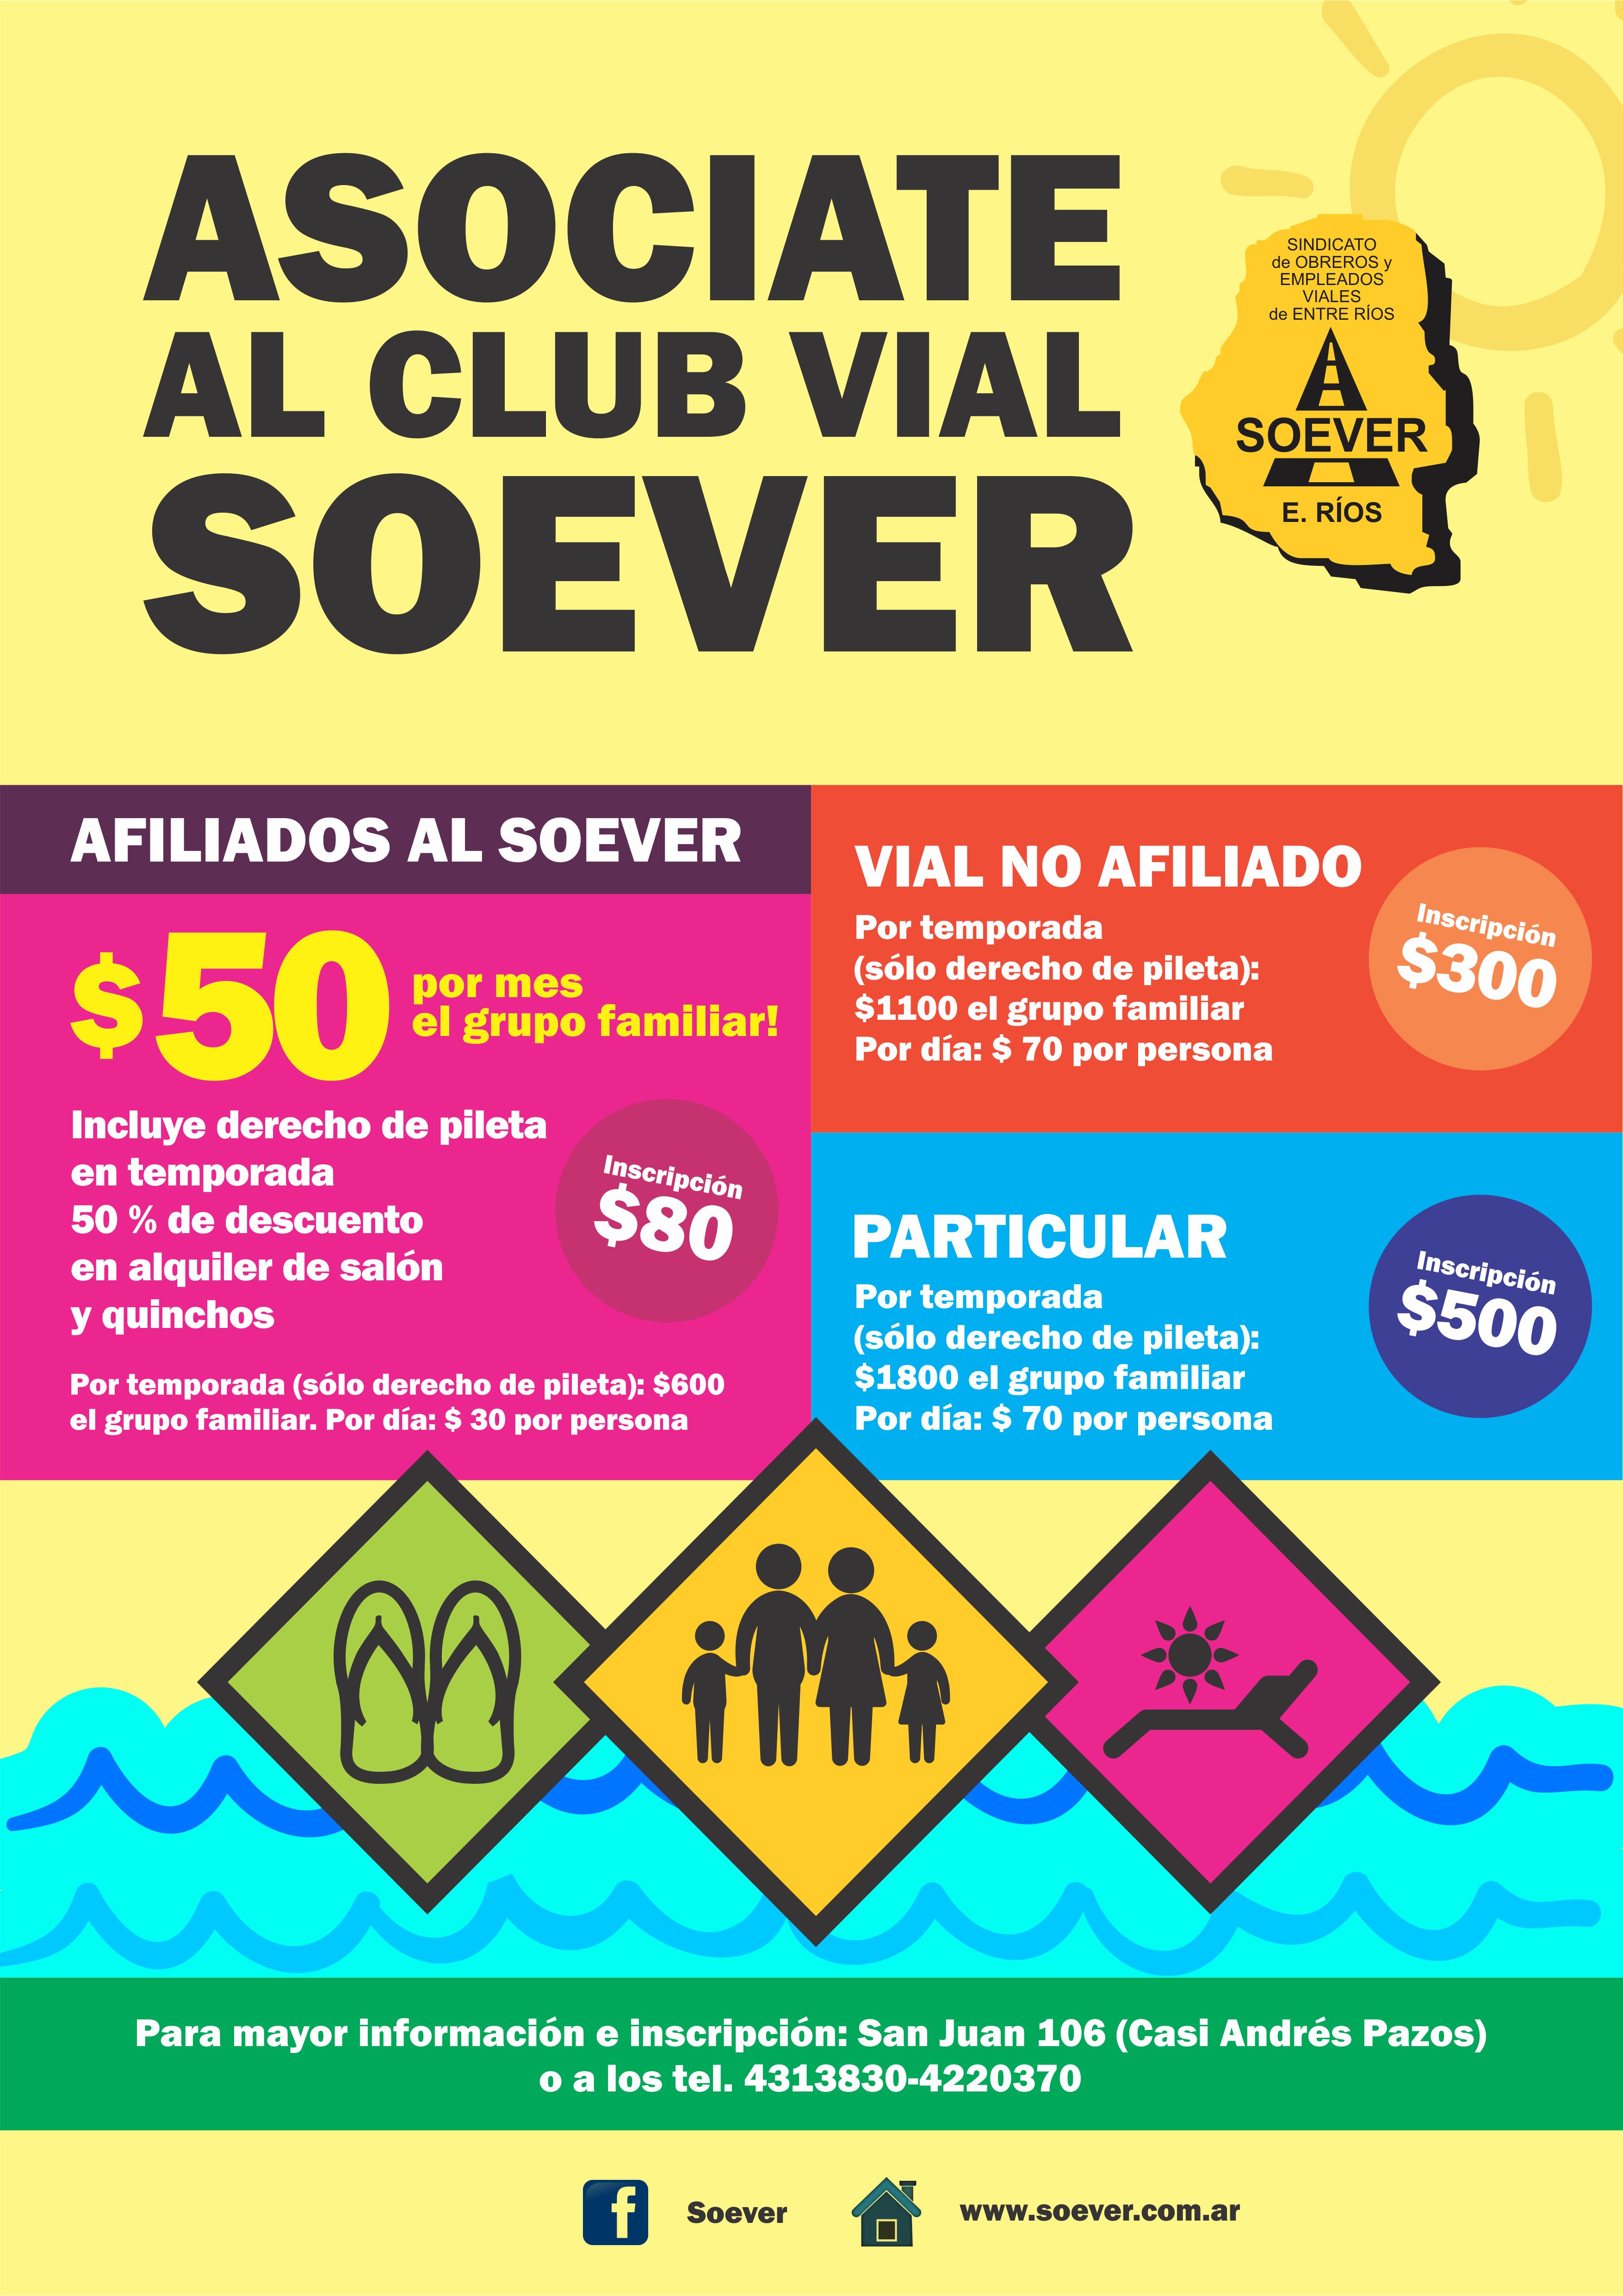 ASOCIATE
AL CLUB VIAL
SOEVER
SINDICATO
de OBREROS y
EMPLEADOS
VIALES
de ENTRE RÍOS
SOEVER
E. RÍOS
AFILIADOS AL SOEVER
$50
por mes
el grupo familiar!
Incluye derecho de pileta
en temporada
50 % de descuento
en alquiler de salón
y quinchos
Inscripción
$80
Por temporada (sólo derecho de pileta): $600
el grupo familiar. Por día: $ 30 por persona
VIAL NO AFILIADO
Por temporada
(sólo derecho de pileta):
$1100 el grupo familiar
Por día: $ 70 por persona
Inscripción
$300
PARTICULAR
Por temporada
(sólo derecho de pileta):
$1800 el grupo familiar
Por día: $ 70 por persona
Inscripción
$500
Para mayor información e inscripción: San Juan 106 (Casi Andrés Pazos)
o a los tel. 4313830-4220370
f
Soever
www.soever.com.ar